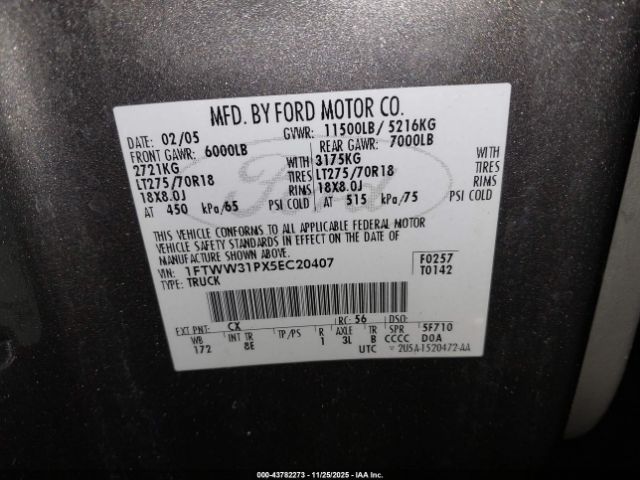 MFD. BY FORD MOTOR CO.
DATE: 02/05 GVWR: 11500LB / 5216KG
FRONT GAWR: 6000LB REAR GAWR: 7000LB
2721KG WITH 3175KG WITH
LT275/70R18 TIRES LT275/70R18 TIRES
18X8.0J RIMS 18X8.0J RIMS
AT 450 kPa/65 PSI COLD AT 515 kPa/75 PSI COLD
THIS VEHICLE CONFORMS TO ALL APPLICABLE FEDERAL MOTOR
VEHICLE SAFETY STANDARDS IN EFFECT ON THE DATE OF
MANUFACTURE SHOWN ABOVE.
VIN: 1FTWW31PX5EC20407 F0257
TYPE: TRUCK T0142
EXT PNT: CX RC: 56 DSO:
WB INT TR TP/PS R AXLE TR SPR 5F710
172 8E 1 3L B CCCC DOA
UTC 2U5A-1520472-AA
Ford
000-43782273 - 11/25/2025 - IAA Inc.